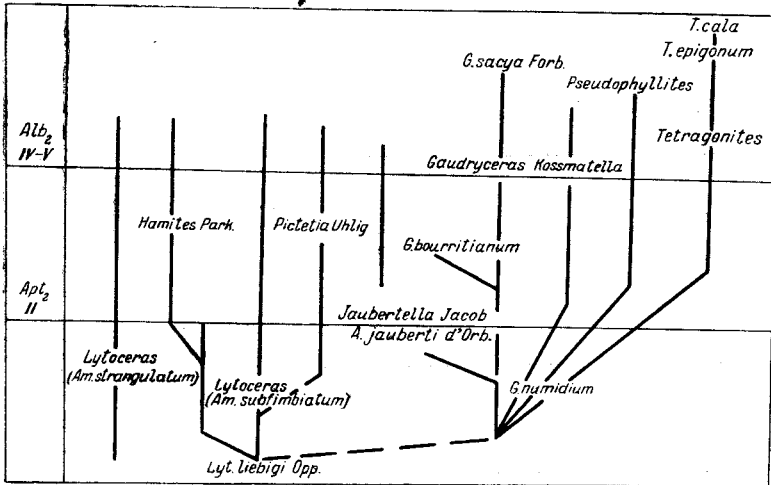 T.cala
T.epigonum
G.sacya Forb.
Pseudophyllites
Alb₂
IV-V
Tetragonites
Gaudryceras Kossmatella
Hamites Park.
Pictetia Uhlig
G.bourritianum
Apt₂
II
Jaubertella Jacob
A.jauberti d'Orb.
Lytoceras
(Am.strangulatum)
Lytoceras
(Am.subfimbiatum)
G.numidium
Lyt.liebigi Opp.